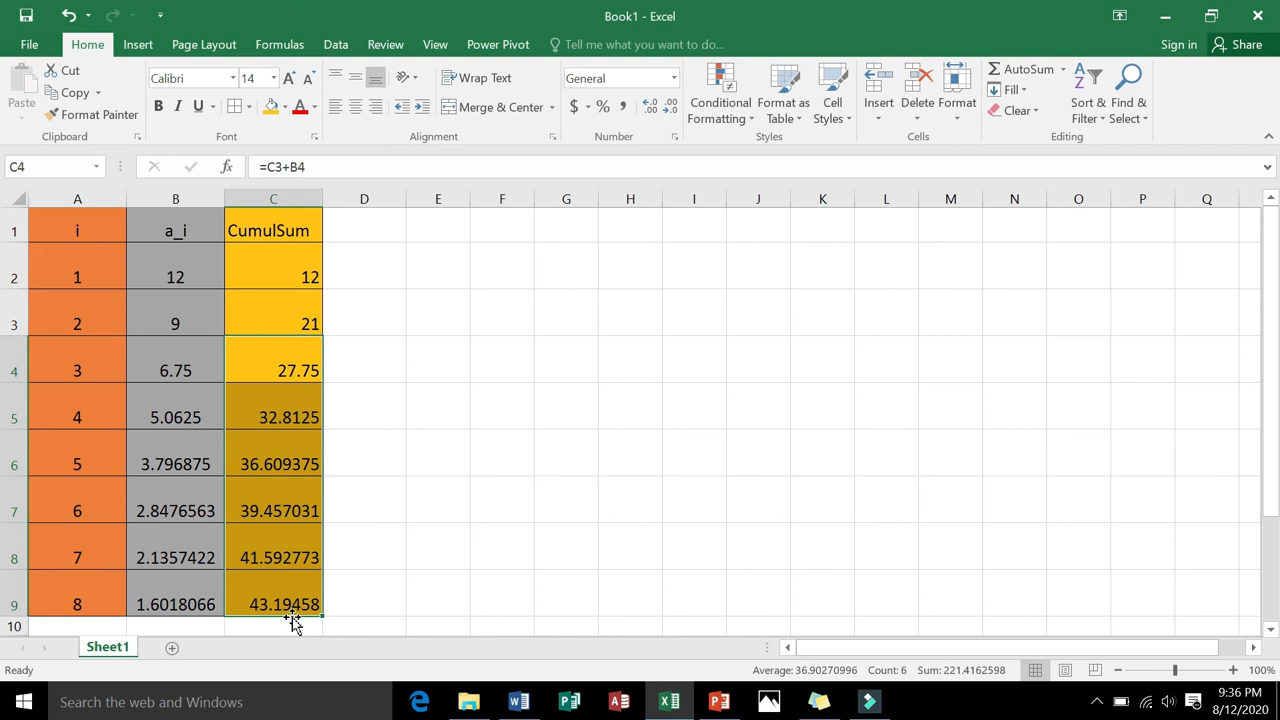 Book1 - Excel
File Home Insert Page Layout Formulas Data Review View Power Pivot Tell me what you want to do... Sign in Share
Paste Cut Copy Format Painter
Clipboard
Calibri 14
B I U A
Font
Wrap Text
Merge & Center
Alignment
General
$ % ,
Number
Conditional Formatting Format as Table Cell Styles
Styles
Insert Delete Format
Cells
AutoSum
Fill
Clear
Sort & Filter Find & Select
Editing
C4 fx =C3+B4
A B C D E F G H I J K L M N O P Q
1 i a_i CumulSum
2 1 12 12
3 2 9 21
4 3 6.75 27.75
5 4 5.0625 32.8125
6 5 3.796875 36.609375
7 6 2.8476563 39.457031
8 7 2.1357422 41.592773
9 8 1.6018066 43.19458
10
Sheet1
Ready Average: 36.90270996 Count: 6 Sum: 221.4162598 100%
Search the web and Windows 9:36 PM
8/12/2020